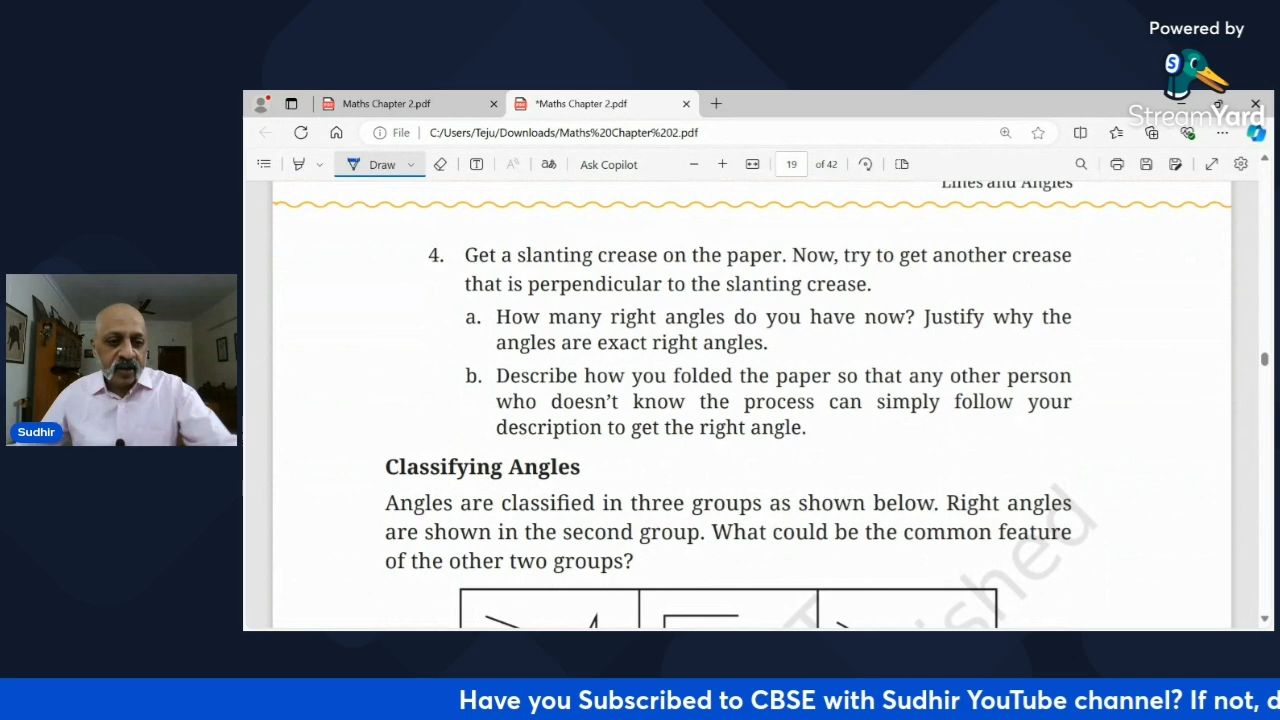 Powered by
StreamYard
Maths Chapter 2.pdf
*Maths Chapter 2.pdf
File
C:/Users/Teju/Downloads/Maths%20Chapter%202.pdf
Draw
Ask Copilot
19
of 42
Lines and Angles
4. Get a slanting crease on the paper. Now, try to get another crease
that is perpendicular to the slanting crease.
a. How many right angles do you have now? Justify why the
angles are exact right angles.
b. Describe how you folded the paper so that any other person
who doesn’t know the process can simply follow your
description to get the right angle.
Classifying Angles
Angles are classified in three groups as shown below. Right angles
are shown in the second group. What could be the common feature
of the other two groups?
Sudhir
Have you Subscribed to CBSE with Sudhir YouTube channel? If not, d